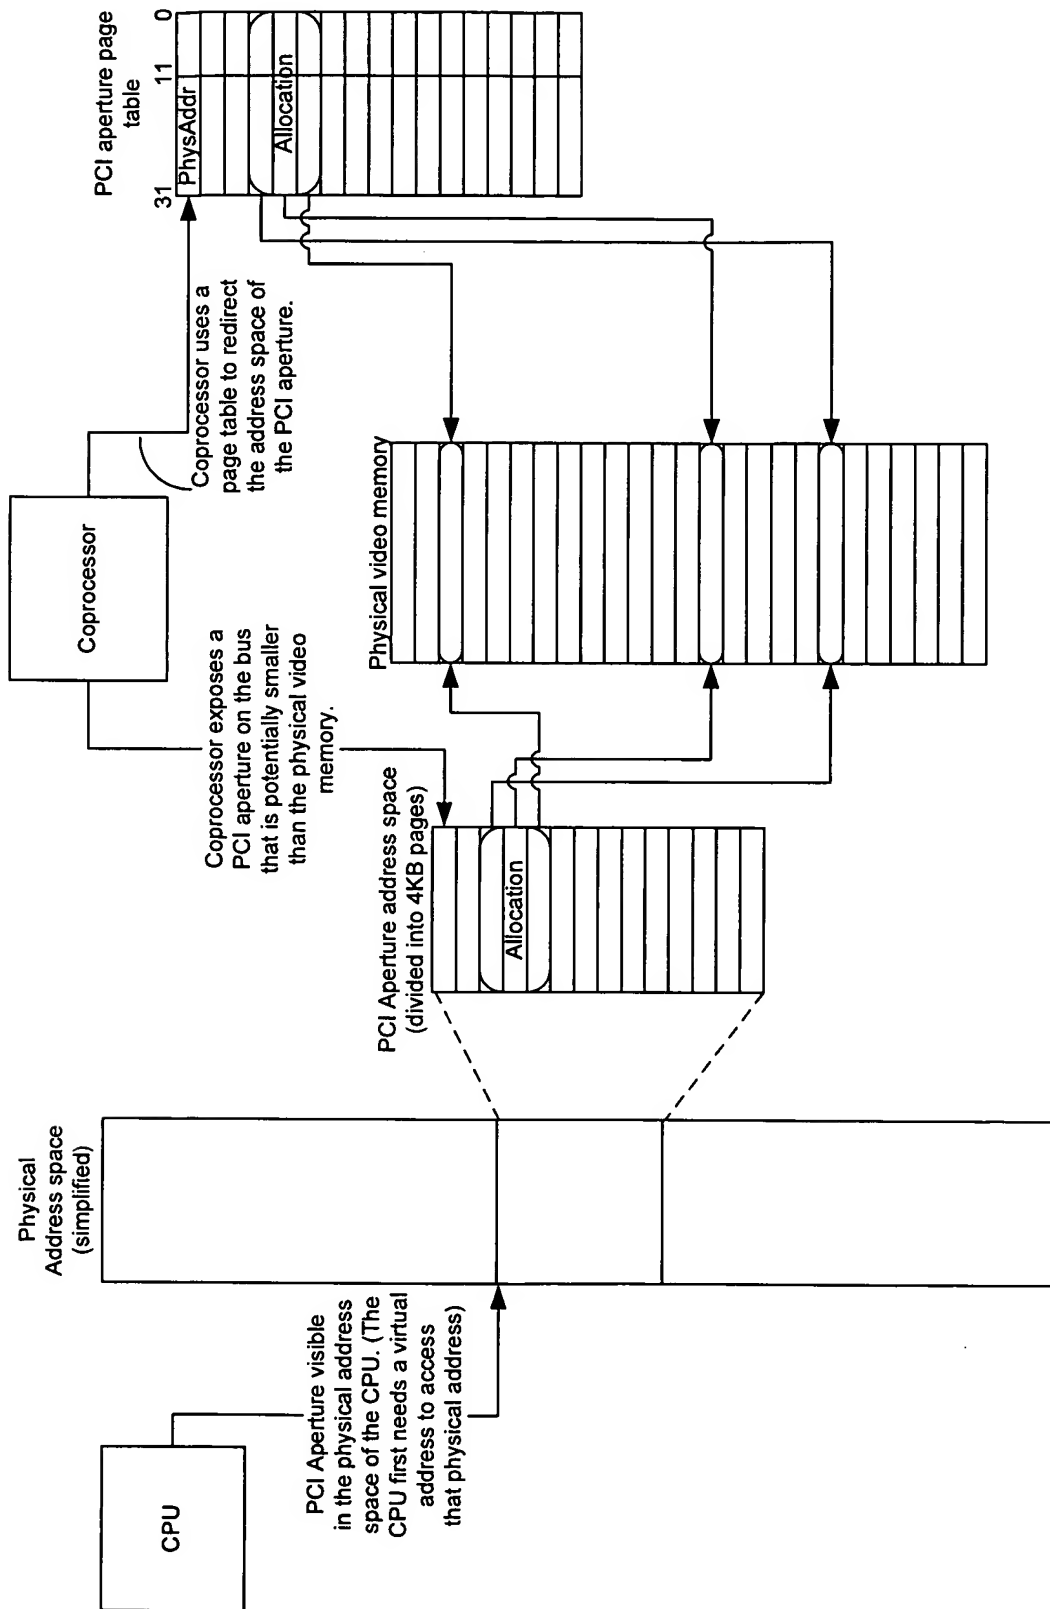 CPU
PCI Aperture visible
in the physical address
space of the CPU. (The
CPU first needs a virtual
address to access
that physical address)
Physical
Address space
(simplified)
Coprocessor
Coprocessor exposes a
PCI aperture on the bus
that is potentially smaller
than the physical video
memory.
Coprocessor uses a
page table to redirect
the address space of
the PCI aperture.
PCI Aperture address space
(divided into 4KB pages)
Allocation
Physical video memory
PCI aperture page
table
31
11
0
PhysAddr
Allocation